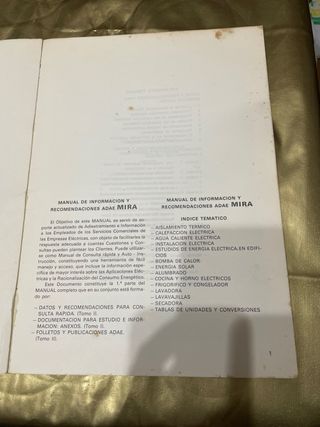 MANUAL DE INFORMACION Y
RECOMENDACIONES ADAE MIRA
El Objetivo de este MANUAL es servir de so-
porte actualizado de Adiestramiento e Información
a los Empleados de los Servicios Comerciales de
las Empresas Eléctricas, con objeto de facilitarles la
respuesta adecuada a cuantas Cuestiones y Con-
sultas puedan plantear los Clientes. Puede utilizar-
se como Manual de Consulta rápida y Auto - Ins-
trucción, constituyendo una herramienta de fácil
manejo y acceso, que incluye la información espe-
cífica de mayor interés sobre las Aplicaciones Eléc-
tricas y la Racionalización del Consumo Energético.
Este Documento constituye la 1.ª parte del
MANUAL completo que en su conjunto está forma-
do por:
— DATOS Y RECOMENDACIONES PARA CON-
SULTA RAPIDA. (Tomo I).
— DOCUMENTACION PARA ESTUDIO E INFOR-
MACION: ANEXOS. (Tomo II).
— FOLLETOS Y PUBLICACIONES ADAE.
(Tomo II).
MANUAL DE INFORMACION Y
RECOMENDACIONES ADAE MIRA
INDICE TEMATICO
— AISLAMIENTO TERMICO
— CALEFACCION ELECTRICA
— AGUA CALIENTE ELECTRICA
— INSTALACION ELECTRICA
— ESTUDIOS DE ENERGIA ELECTRICA EN EDIFI-
CIOS
— BOMBA DE CALOR:
— ENERGIA SOLAR
— ALUMBRADO
— COCINA Y HORNO ELECTRICOS
— FRIGORIFICO Y CONGELADOR
— LAVADORA
— LAVAVAJILLAS
— SECADORA
— TABLAS DE UNIDADES Y CONVERSIONES
1